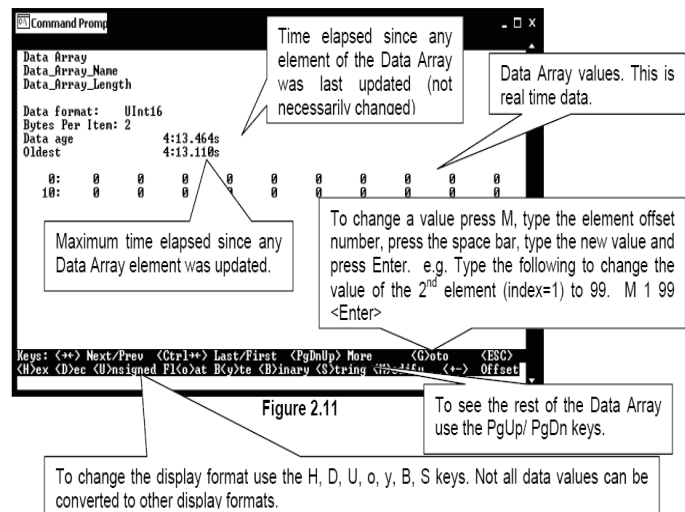 Command Promp
Time elapsed since any
element of the Data Array
was last updated (not
necessarily changed)
Data Array values. This is
real time data.
Data Array
Data_Array_Name
Data_Array_Length
Data format: UInt16
Bytes Per Item: 2
Data age 4:13.464s
Oldest 4:13.110s
0: 0 0 0 0 0 0 0 0 0 0
10: 0 0 0 0 0 0 0 0 0 0
Maximum time elapsed since any
Data Array element was updated.
To change a value press M, type the element offset
number, press the space bar, type the new value and
press Enter. e.g. Type the following to change the
value of the 2nd element (index=1) to 99. M 1 99
<Enter>
Keys: <↔> Next/Prev <Ctrl↔> Last/First <PgDnUp> More <G>oto <ESC>
<H>ex <D>ec <U>nsigned Fl<o>at B<y>te <B>inary <S>tring <M>odify <+-> Offset
Figure 2.11
To see the rest of the Data Array
use the PgUp/ PgDn keys.
To change the display format use the H, D, U, o, y, B, S keys. Not all data values can be
converted to other display formats.